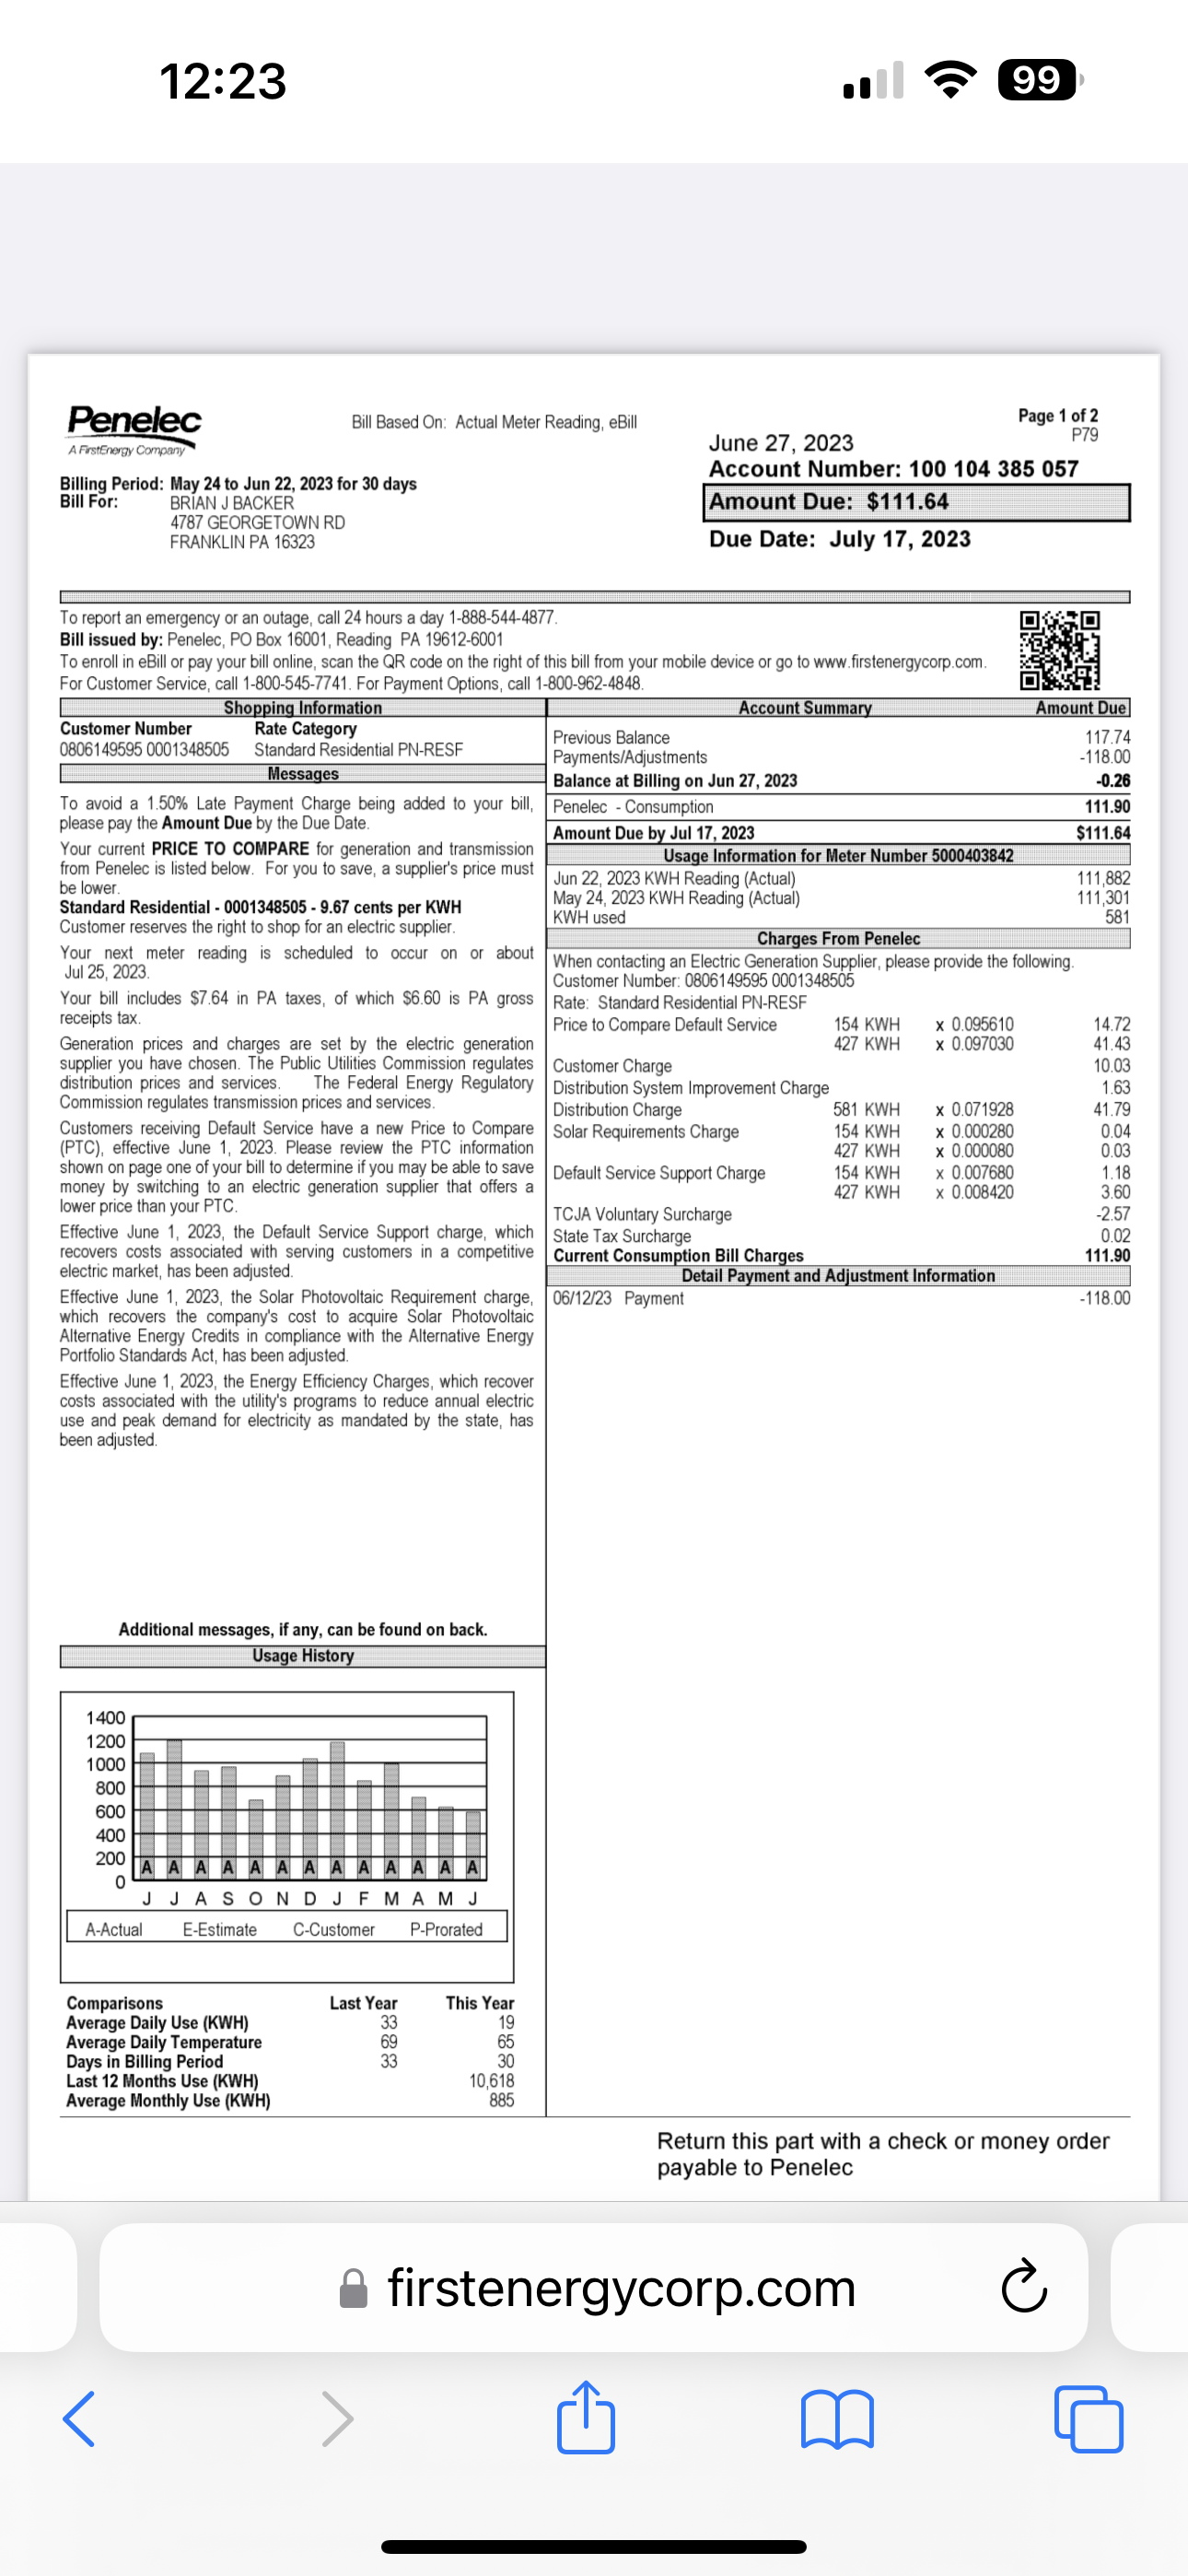 12:23
99
Penelec
A FirstEnergy Company
Bill Based On: Actual Meter Reading, eBill
Page 1 of 2
P79
June 27, 2023
Account Number: 100 104 385 057
Amount Due: $111.64
Due Date: July 17, 2023
Billing Period: May 24 to Jun 22, 2023 for 30 days
Bill For: BRIAN J BACKER
4787 GEORGETOWN RD
FRANKLIN PA 16323
To report an emergency or an outage, call 24 hours a day 1-888-544-4877.
Bill issued by: Penelec, PO Box 16001, Reading PA 19612-6001
To enroll in eBill or pay your bill online, scan the QR code on the right of this bill from your mobile device or go to www.firstenergycorp.com.
For Customer Service, call 1-800-545-7741. For Payment Options, call 1-800-962-4848.
Shopping Information
Customer Number Rate Category
0806149595 0001348505 Standard Residential PN-RESF
Messages
To avoid a 1.50% Late Payment Charge being added to your bill,
please pay the Amount Due by the Due Date.
Your current PRICE TO COMPARE for generation and transmission
from Penelec is listed below. For you to save, a supplier's price must
be lower.
Standard Residential - 0001348505 - 9.67 cents per KWH
Customer reserves the right to shop for an electric supplier.
Your next meter reading is scheduled to occur on or about
Jul 25, 2023.
Your bill includes $7.64 in PA taxes, of which $6.60 is PA gross
receipts tax.
Generation prices and charges are set by the electric generation
supplier you have chosen. The Public Utilities Commission regulates
distribution prices and services. The Federal Energy Regulatory
Commission regulates transmission prices and services.
Customers receiving Default Service have a new Price to Compare
(PTC), effective June 1, 2023. Please review the PTC information
shown on page one of your bill to determine if you may be able to save
money by switching to an electric generation supplier that offers a
lower price than your PTC.
Effective June 1, 2023, the Default Service Support charge, which
recovers costs associated with serving customers in a competitive
electric market, has been adjusted.
Effective June 1, 2023, the Solar Photovoltaic Requirement charge,
which recovers the company's cost to acquire Solar Photovoltaic
Alternative Energy Credits in compliance with the Alternative Energy
Portfolio Standards Act, has been adjusted.
Effective June 1, 2023, the Energy Efficiency Charges, which recover
costs associated with the utility's programs to reduce annual electric
use and peak demand for electricity as mandated by the state, has
been adjusted.
Additional messages, if any, can be found on back.
Usage History
1400
1200
1000
800
600
400
200
0
A A A A A A A A A A A A A
J J A S O N D J F M A M J
A-Actual E-Estimate C-Customer P-Prorated
Comparisons Last Year This Year
Average Daily Use (KWH) 33 19
Average Daily Temperature 69 65
Days in Billing Period 33 30
Last 12 Months Use (KWH) 10,618
Average Monthly Use (KWH) 885
Account Summary Amount Due
Previous Balance 117.74
Payments/Adjustments -118.00
Balance at Billing on Jun 27, 2023 -0.26
Penelec - Consumption 111.90
Amount Due by Jul 17, 2023 $111.64
Usage Information for Meter Number 5000403842
Jun 22, 2023 KWH Reading (Actual) 111,882
May 24, 2023 KWH Reading (Actual) 111,301
KWH used 581
Charges From Penelec
When contacting an Electric Generation Supplier, please provide the following.
Customer Number: 0806149595 0001348505
Rate: Standard Residential PN-RESF
Price to Compare Default Service 154 KWH x 0.095610 14.72
427 KWH x 0.097030 41.43
Customer Charge 10.03
Distribution System Improvement Charge 1.63
Distribution Charge 581 KWH x 0.071928 41.79
Solar Requirements Charge 154 KWH x 0.000280 0.04
427 KWH x 0.000080 0.03
Default Service Support Charge 154 KWH x 0.007680 1.18
427 KWH x 0.008420 3.60
TCJA Voluntary Surcharge -2.57
State Tax Surcharge 0.02
Current Consumption Bill Charges 111.90
Detail Payment and Adjustment Information
06/12/23 Payment -118.00
Return this part with a check or money order
payable to Penelec
firstenergycorp.com